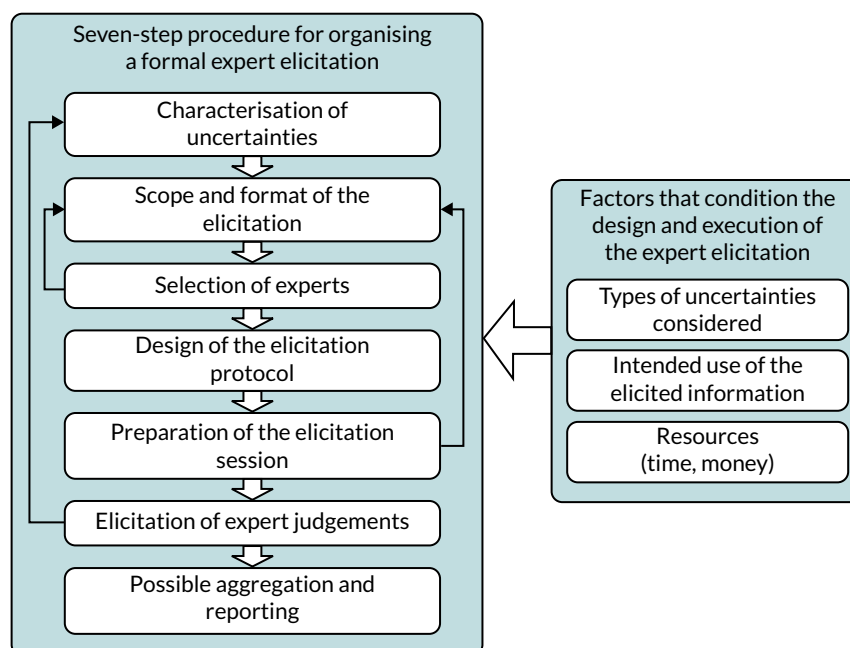 Seven-step procedure for organising
a formal expert elicitation
Characterisation of
uncertainties
Scope and format of the
elicitation
Selection of experts
Design of the elicitation
protocol
Preparation of the elicitation
session
Elicitation of expert judgements
Possible aggregation and
reporting
Factors that condition the
design and execution of
the expert elicitation
Types of uncertainties
considered
Intended use of the
elicited information
Resources
(time, money)